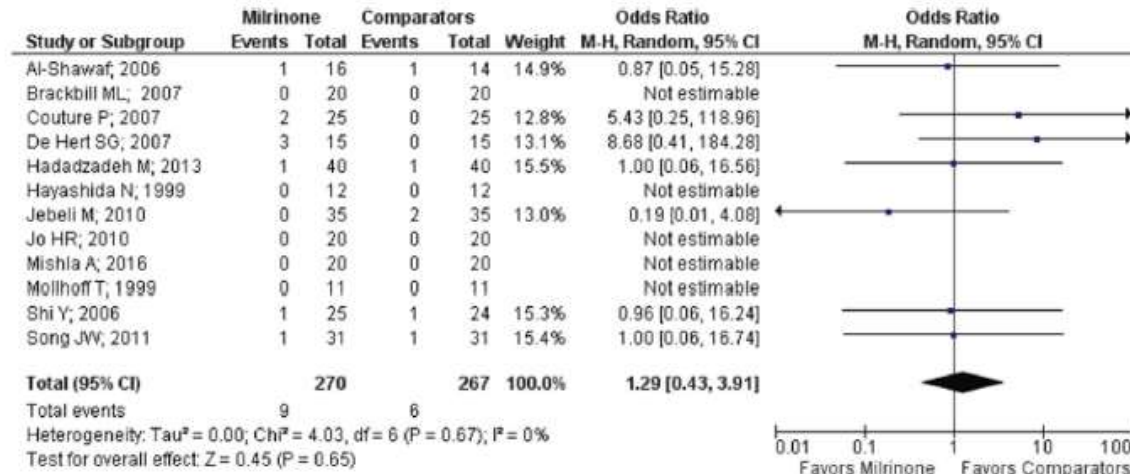 Milrinone Comparators Odds Ratio Odds Ratio
Study or Subgroup Events Total Events Total Weight M-H, Random, 95% CI M-H, Random, 95% CI
Al-Shawaf; 2006 1 16 1 14 14.9% 0.87 [0.05, 15.28]
Brackbill ML; 2007 0 20 0 20 Not estimable
Couture P; 2007 2 25 0 25 12.8% 5.43 [0.25, 118.96]
De Hert SG; 2007 3 15 0 15 13.1% 8.68 [0.41, 184.28]
Hadadzadeh M; 2013 1 40 1 40 15.5% 1.00 [0.06, 16.56]
Hayashida N; 1999 0 12 0 12 Not estimable
Jebeli M; 2010 0 35 2 35 13.0% 0.19 [0.01, 4.08]
Jo HR; 2010 0 20 0 20 Not estimable
Mishla A; 2016 0 20 0 20 Not estimable
Mollhoff T; 1999 0 11 0 11 Not estimable
Shi Y; 2006 1 25 1 24 15.3% 0.96 [0.06, 16.24]
Song JW; 2011 1 31 1 31 15.4% 1.00 [0.06, 16.74]
Total (95% CI) 270 267 100.0% 1.29 [0.43, 3.91]
Total events 9 6
Heterogeneity: Tau² = 0.00; Chi² = 4.03, df = 6 (P = 0.67); I² = 0%
Test for overall effect: Z = 0.45 (P = 0.65)
0.01 0.1 1 10 100
Favors Milrinone Favors Comparators